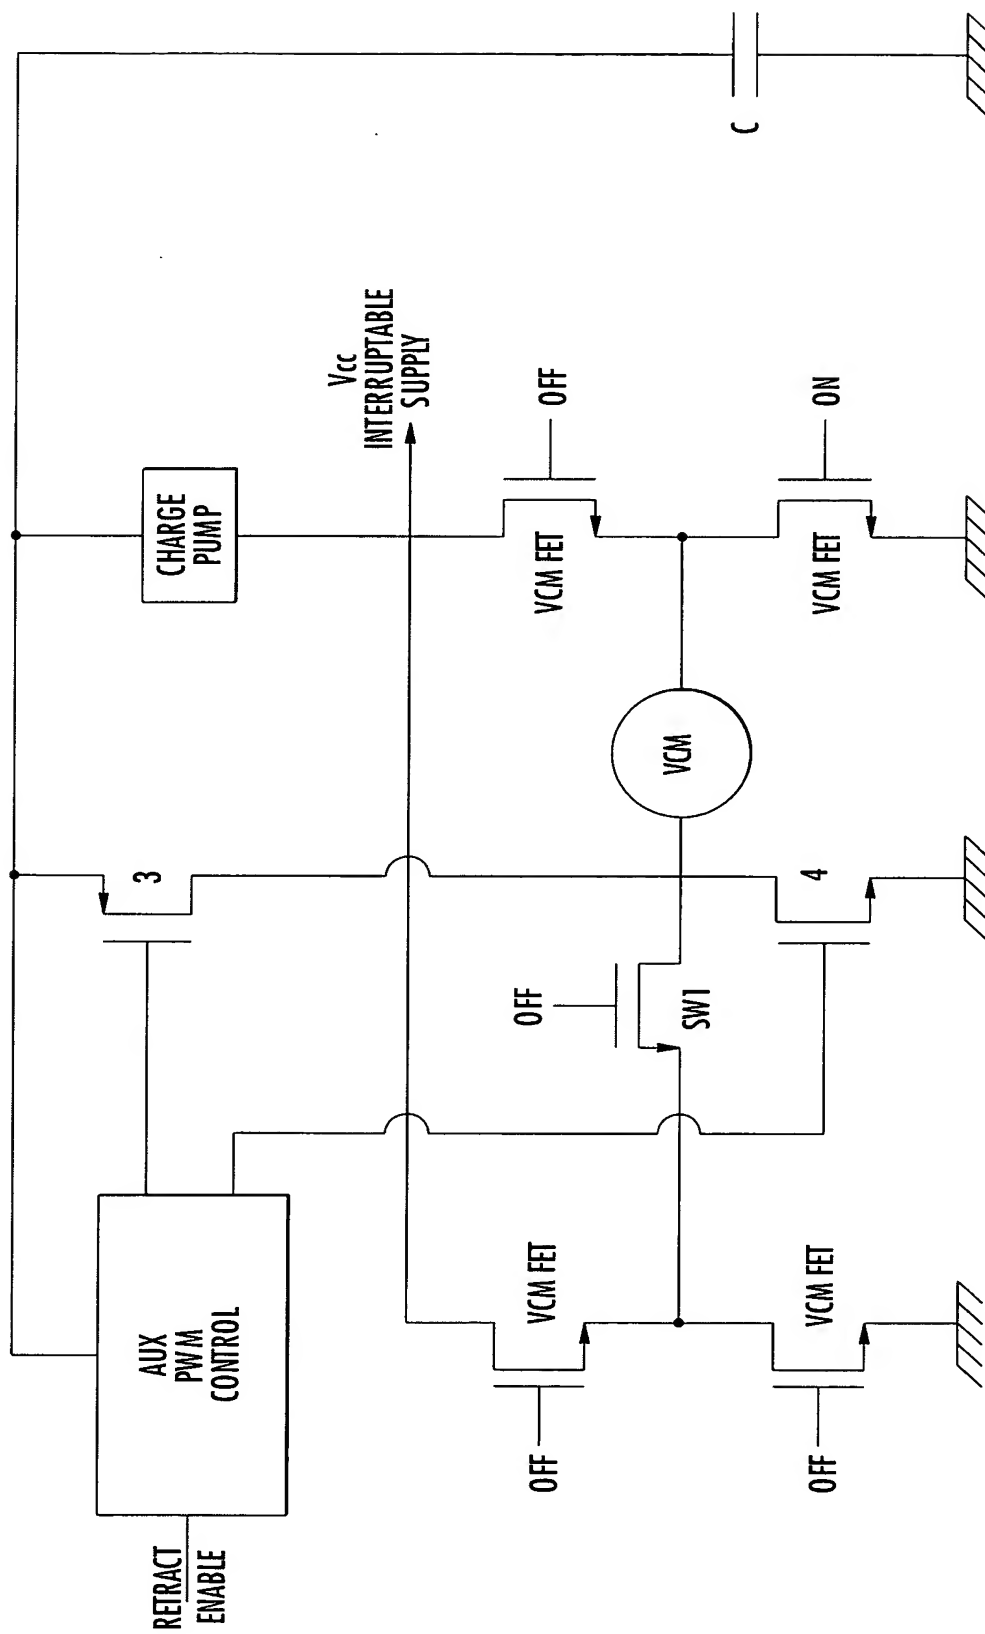 RETRACT
ENABLE
AUX
PWM
CONTROL
3
CHARGE
PUMP
Vcc
INTERRUPTABLE
SUPPLY
OFF
VCM FET
OFF
SW1
VCM
VCM FET
OFF
OFF
VCM FET
4
VCM FET
ON
C